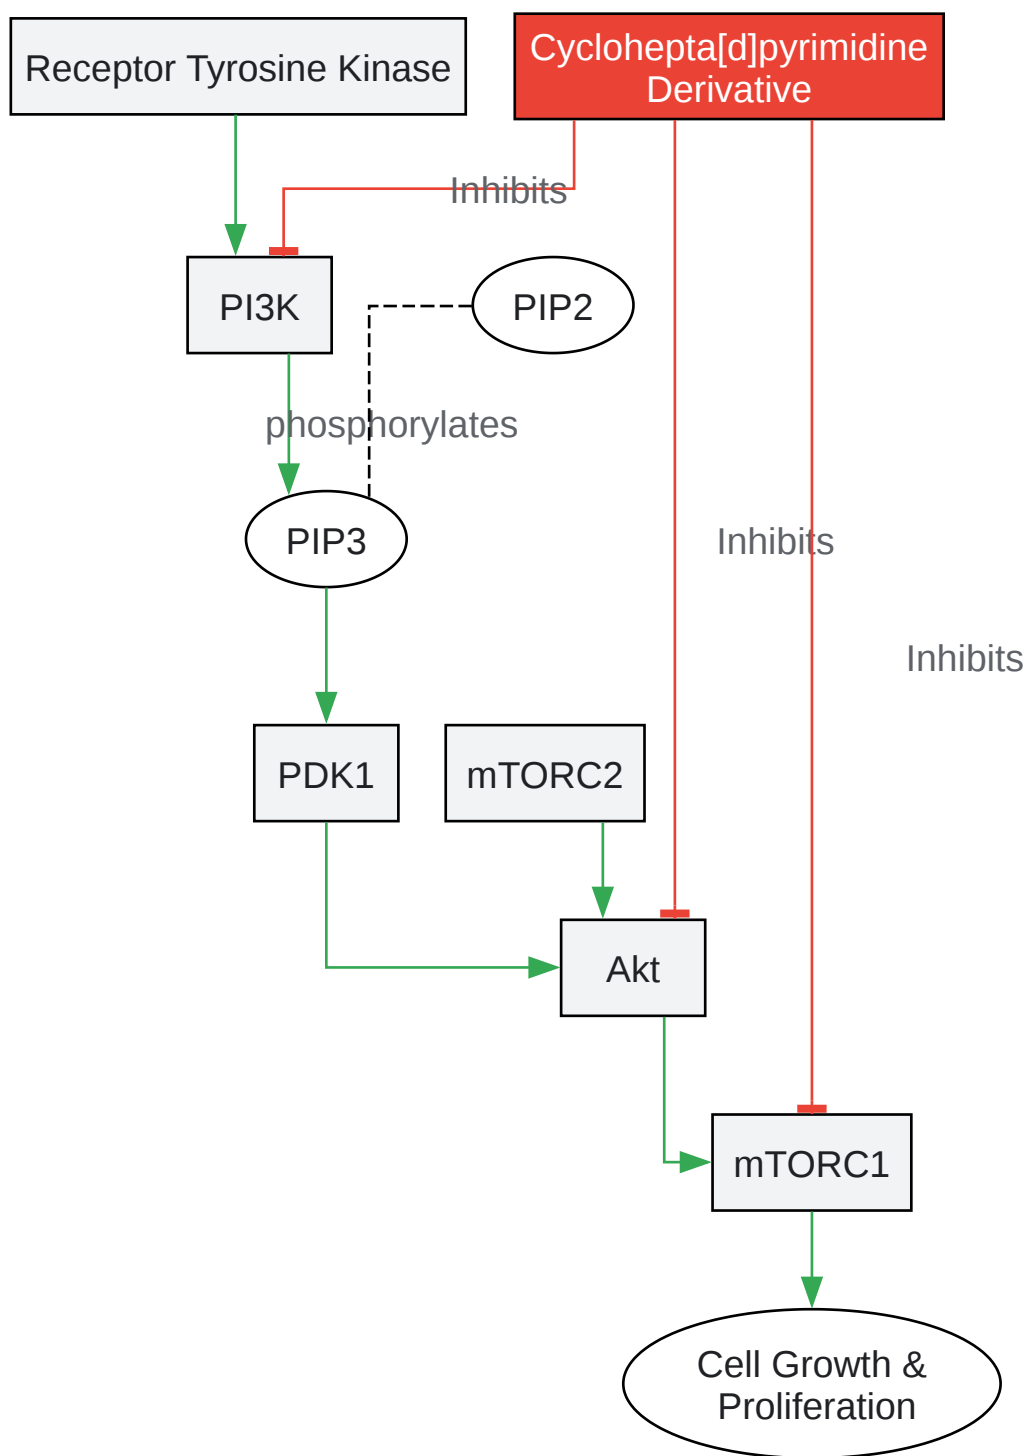 Receptor Tyrosine Kinase
Cyclohepta[d]pyrimidine
Derivative
Inhibits
PI3K
PIP2
phosphorylates
PIP3
Inhibits
Inhibits
PDK1
mTORC2
Akt
mTORC1
Cell Growth &
Proliferation